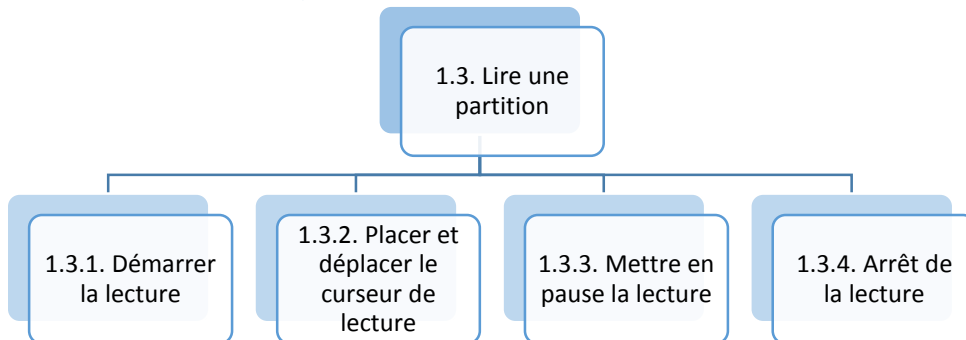 1.3. Lire une
partition
1.3.1. Démarrer
la lecture
1.3.2. Placer et
déplacer le
curseur de
lecture
1.3.3. Mettre en
pause la lecture
1.3.4. Arrêt de
la lecture